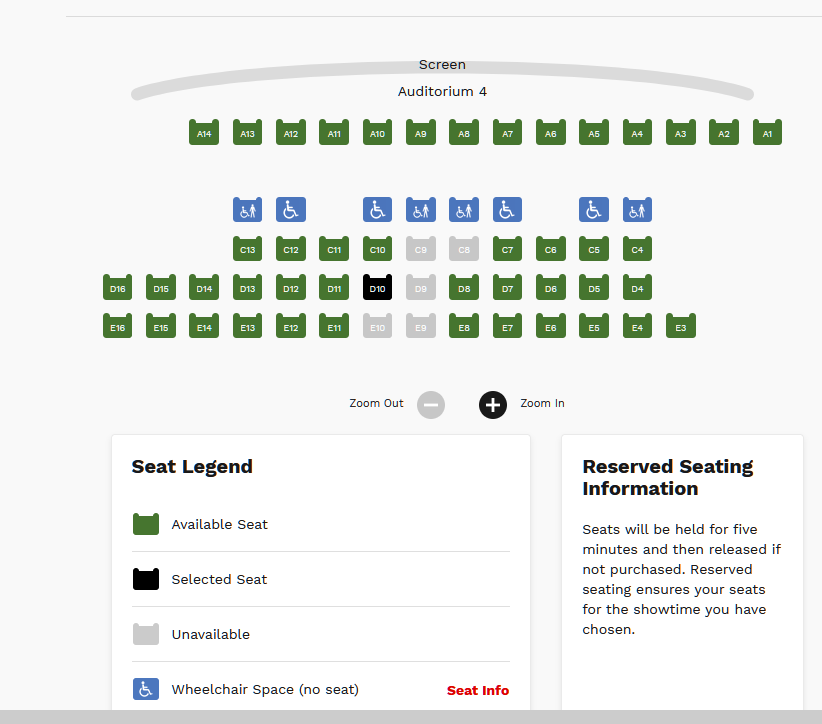 Screen
Auditorium 4
A14 A13 A12 A11 A10 A9 A8 A7 A6 A5 A4 A3 A2 A1
C13 C12 C11 C10 C9 C8 C7 C6 C5 C4
D16 D15 D14 D13 D12 D11 D10 D9 D8 D7 D6 D5 D4
E16 E15 E14 E13 E12 E11 E10 E9 E8 E7 E6 E5 E4 E3
Zoom Out Zoom In
Seat Legend
Available Seat
Selected Seat
Unavailable
Wheelchair Space (no seat) Seat Info
Reserved Seating
Information
Seats will be held for five
minutes and then released if
not purchased. Reserved
seating ensures your seats
for the showtime you have
chosen.